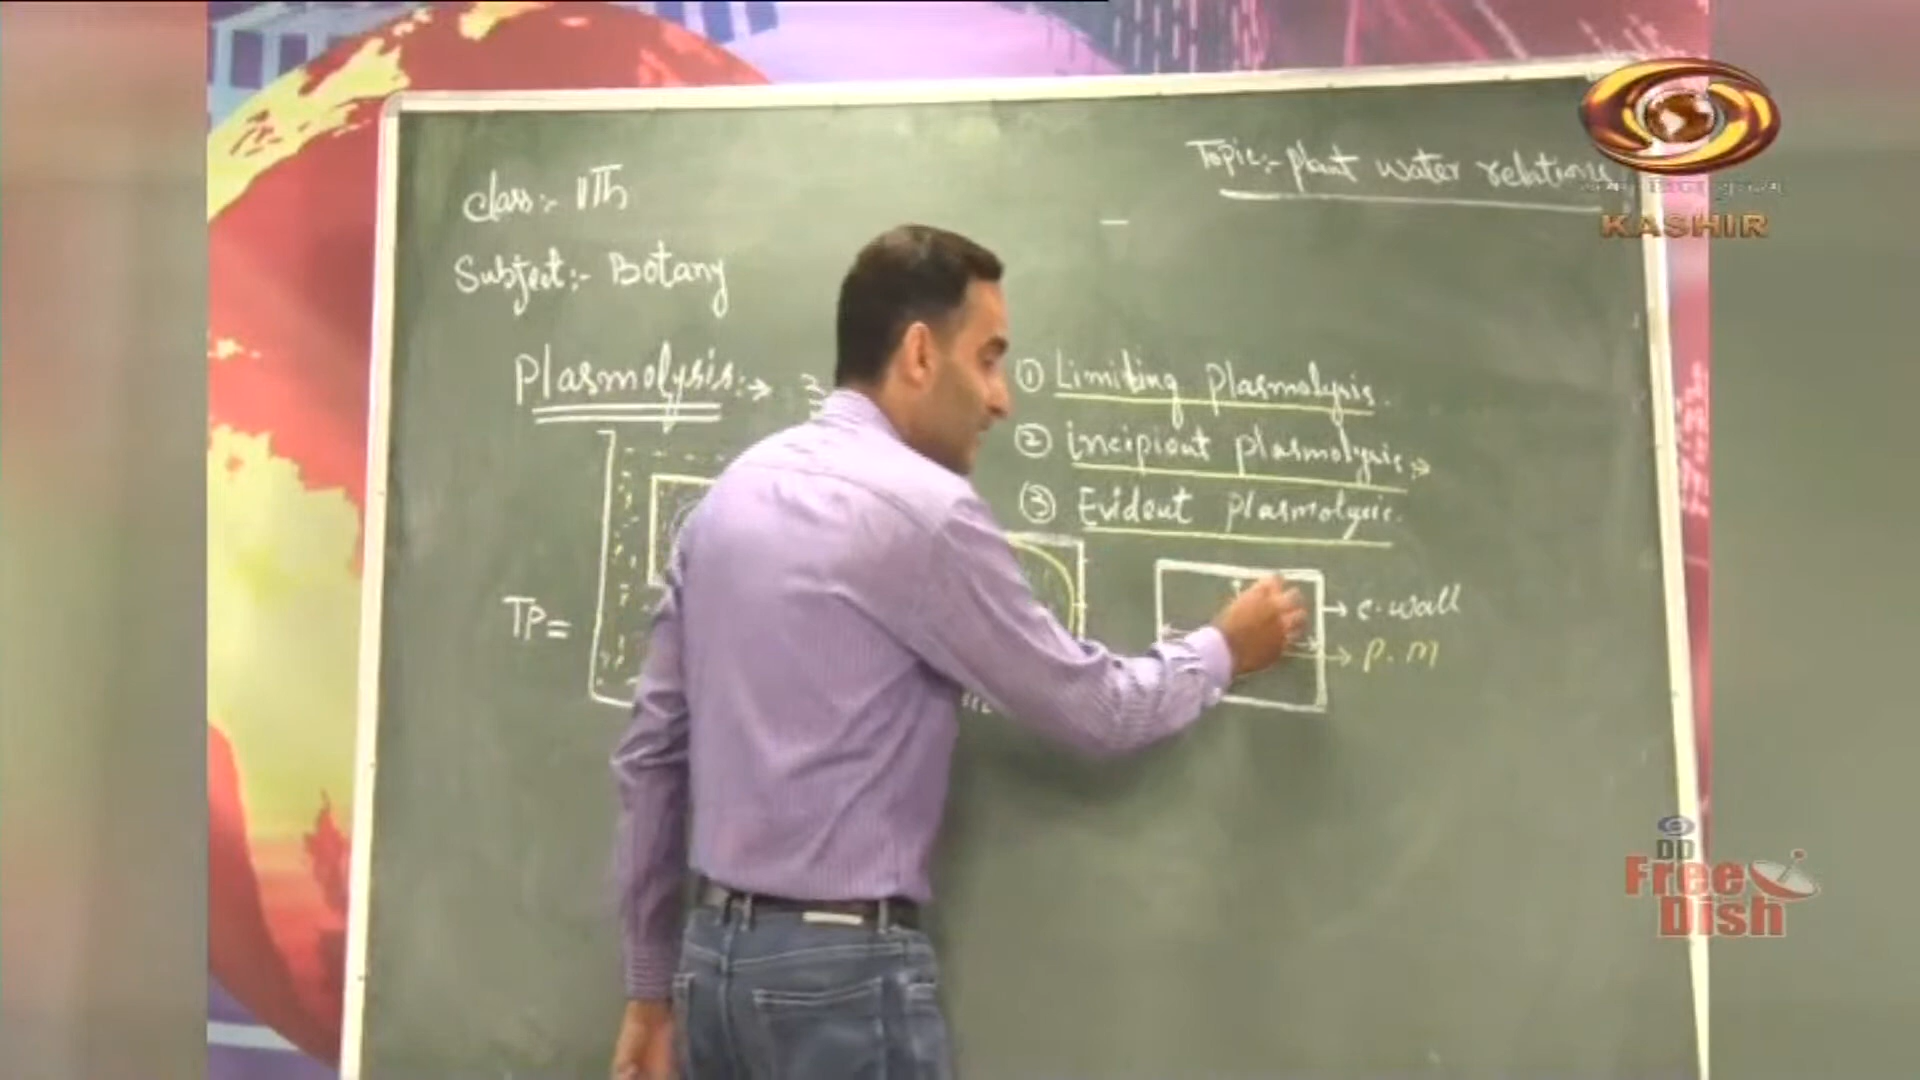 Topic:- Plant water relations
KASHIR
Class:- 11Th
Subject:- Botany
Plasmolysis:→ 3
① Limiting Plasmolysis.
② incipient plasmolysis:→
③ Evident Plasmolysis.
TP=
→ c.wall
→ P.M
DD
Free
Dish